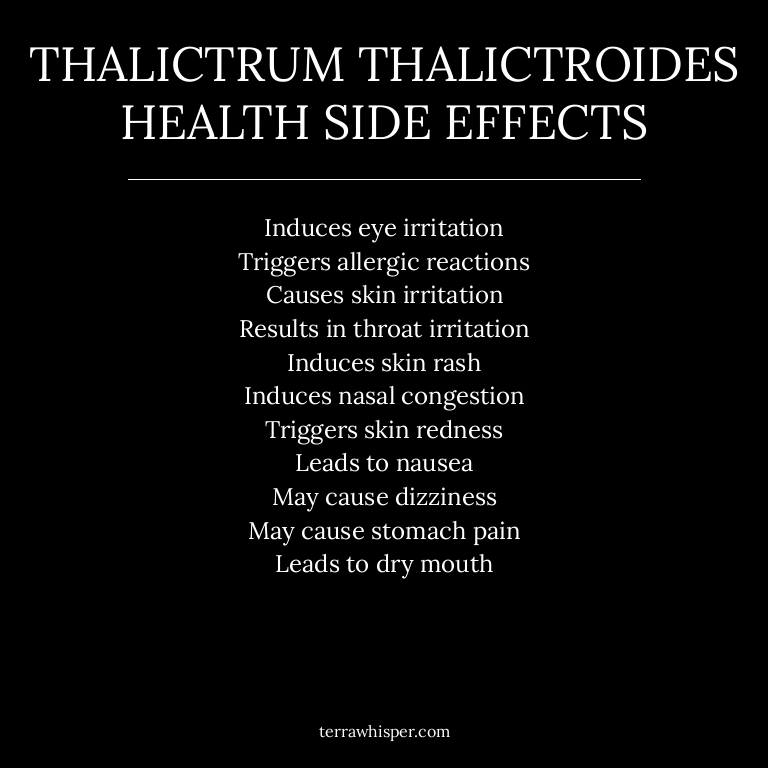 THALICTRUM THALICTROIDES
HEALTH SIDE EFFECTS
Induces eye irritation
Triggers allergic reactions
Causes skin irritation
Results in throat irritation
Induces skin rash
Induces nasal congestion
Triggers skin redness
Leads to nausea
May cause dizziness
May cause stomach pain
Leads to dry mouth
terrawhisper.com